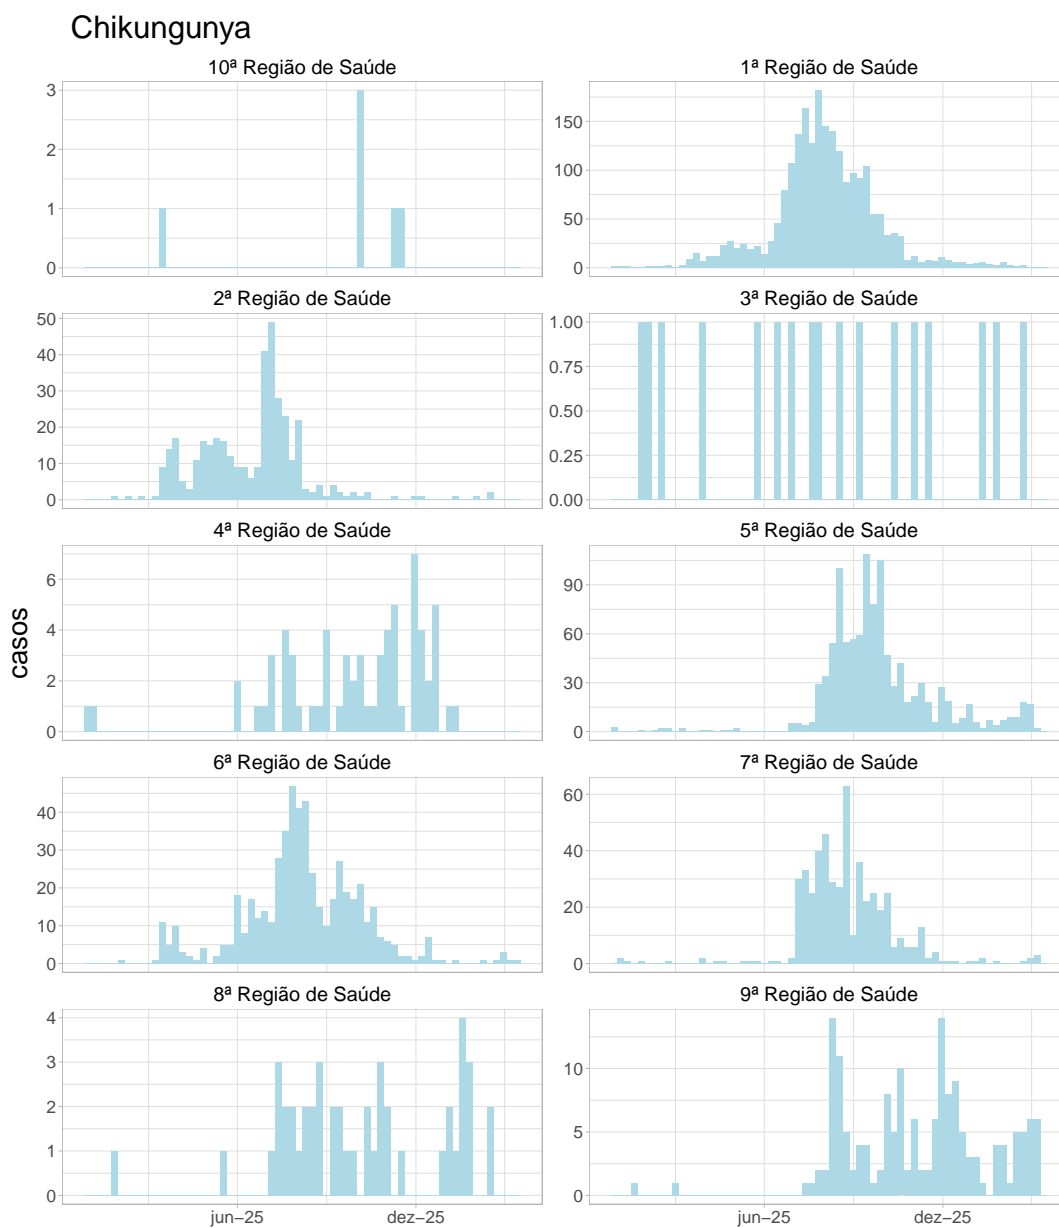 Chikungunya
10ª Região de Saúde
1ª Região de Saúde
3
2
1
0
150
100
50
0
2ª Região de Saúde
3ª Região de Saúde
50
40
30
20
10
0
1.00
0.75
0.50
0.25
0.00
4ª Região de Saúde
5ª Região de Saúde
6
4
2
0
90
60
30
0
casos
6ª Região de Saúde
7ª Região de Saúde
40
30
20
10
0
60
40
20
0
8ª Região de Saúde
9ª Região de Saúde
4
3
2
1
0
10
5
0
jun−25
dez−25
jun−25
dez−25